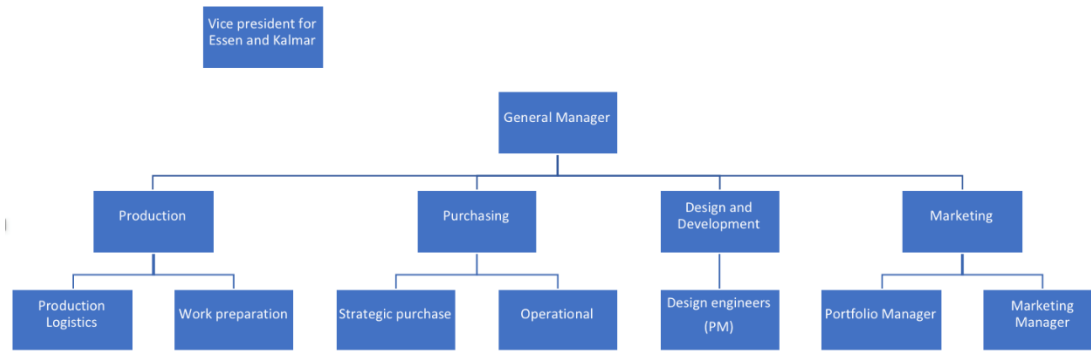 Vice president for
Essen and Kalmar
General Manager
Production
Purchasing
Design and
Development
Marketing
Production
Logistics
Work preparation
Strategic purchase
Operational
Design engineers
(PM)
Portfolio Manager
Marketing
Manager